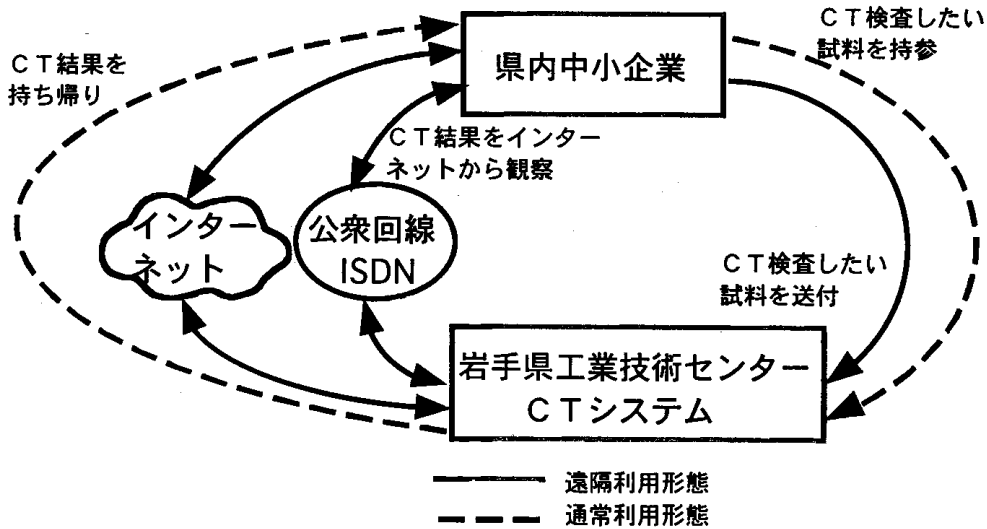 ＣＴ検査したい
試料を持参
県内中小企業
ＣＴ結果を
持ち帰り
ＣＴ結果をインター
ネットから観察
インター
ネット
公衆回線
ISDN
ＣＴ検査したい
試料を送付
岩手県工業技術センター
ＣＴシステム
遠隔利用形態
通常利用形態